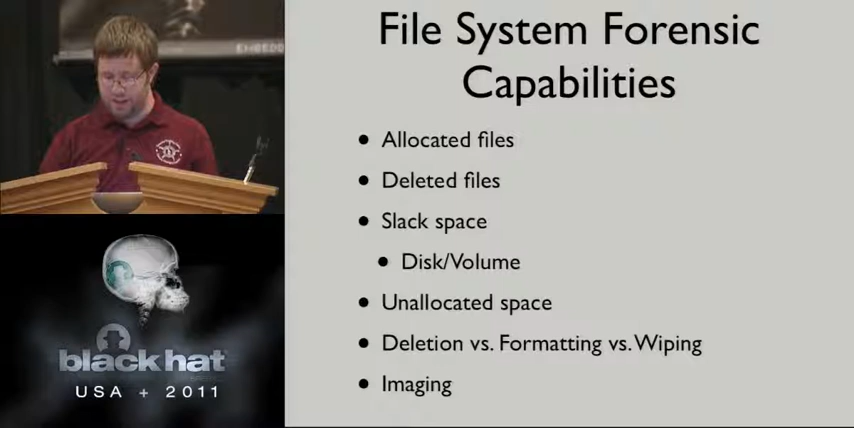 File System Forensic
Capabilities
• Allocated files
• Deleted files
• Slack space
• Disk/Volume
• Unallocated space
• Deletion vs. Formatting vs. Wiping
• Imaging
black hat
USA + 2011